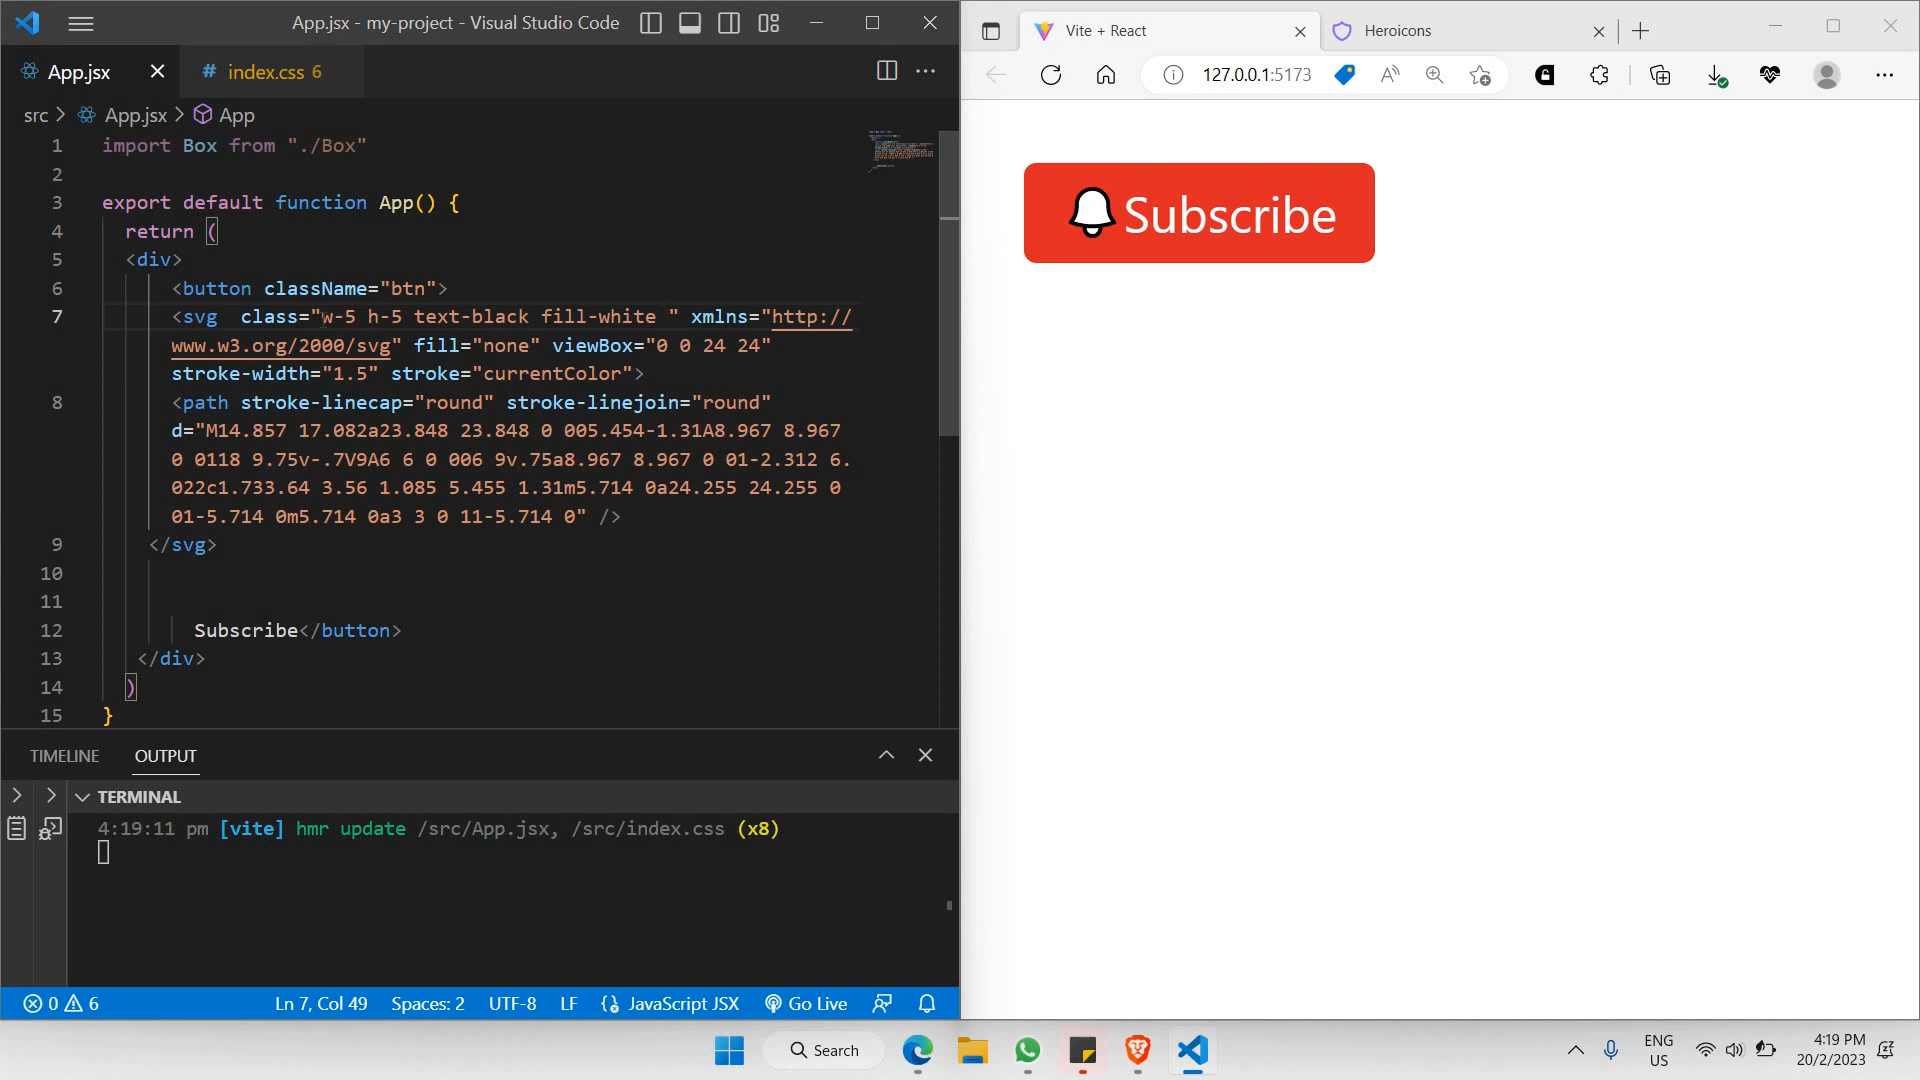 App.jsx - my-project - Visual Studio Code
App.jsx
# index.css 6
src > App.jsx > App
1 import Box from "./Box"
2
3 export default function App() {
4 return (
5 <div>
6 <button className="btn">
7 <svg  class="w-5 h-5 text-black fill-white " xmlns="http://
www.w3.org/2000/svg" fill="none" viewBox="0 0 24 24"
stroke-width="1.5" stroke="currentColor">
8 <path stroke-linecap="round" stroke-linejoin="round"
d="M14.857 17.082a23.848 23.848 0 005.454-1.31A8.967 8.967
0 0118 9.75v-.7V9A6 6 0 006 9v.75a8.967 8.967 0 01-2.312 6.
022c1.733.64 3.56 1.085 5.455 1.31m5.714 0a24.255 24.255 0
01-5.714 0m5.714 0a3 3 0 11-5.714 0" />
9 </svg>
10
11
12 Subscribe</button>
13 </div>
14 )
15 }
TIMELINE OUTPUT
TERMINAL
4:19:11 pm [vite] hmr update /src/App.jsx, /src/index.css (x8)
0 6 Ln 7, Col 49 Spaces: 2 UTF-8 LF JavaScript JSX Go Live
Vite + React
Heroicons
127.0.0.1:5173
Subscribe
Search
ENG
US
4:19 PM
20/2/2023